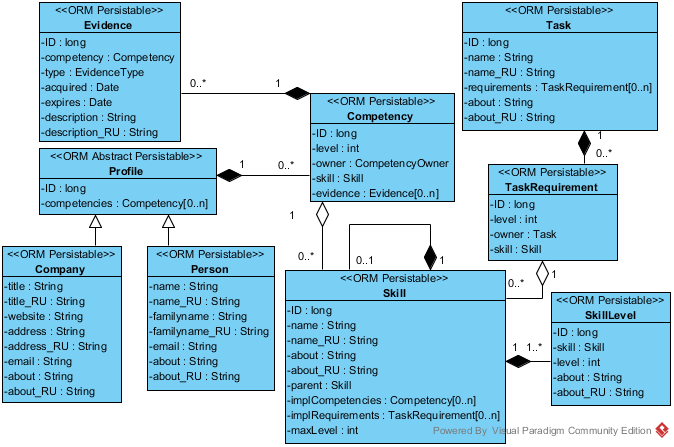 <<ORM Persistable>>
Evidence
-ID : long
-competency : Competency
-type : EvidenceType
-acquired : Date
-expires : Date
-description : String
-description_RU : String
0..*
1
<<ORM Persistable>>
Task
-ID : long
-name : String
-name_RU : String
-requirements : TaskRequirement[0..n]
-about : String
-about_RU : String
1
0..*
<<ORM Persistable>>
Competency
-ID : long
-level : int
-owner : CompetencyOwner
-skill : Skill
-evidence : Evidence[0..n]
<<ORM Abstract Persistable>>
Profile
-ID : long
-competencies : Competency[0..n]
1
0..*
<<ORM Persistable>>
TaskRequirement
-ID : long
-level : int
-owner : Task
-skill : Skill
1
0..*
0..1
1
1
0..*
<<ORM Persistable>>
Company
-title : String
-title_RU : String
-website : String
-address : String
-address_RU : String
-email : String
-about : String
-about_RU : String
<<ORM Persistable>>
Person
-name : String
-name_RU : String
-familyname : String
-familyname_RU : String
-email : String
-about : String
-about_RU : String
<<ORM Persistable>>
Skill
-ID : long
-name : String
-name_RU : String
-about : String
-about_RU : String
-parent : Skill
-implCompetencies : Competency[0..n]
-implRequirements : TaskRequirement[0..n]
-maxLevel : int
1
1..*
<<ORM Persistable>>
SkillLevel
-ID : long
-skill : Skill
-level : int
-about : String
-about_RU : String
Powered By Visual Paradigm Community Edition